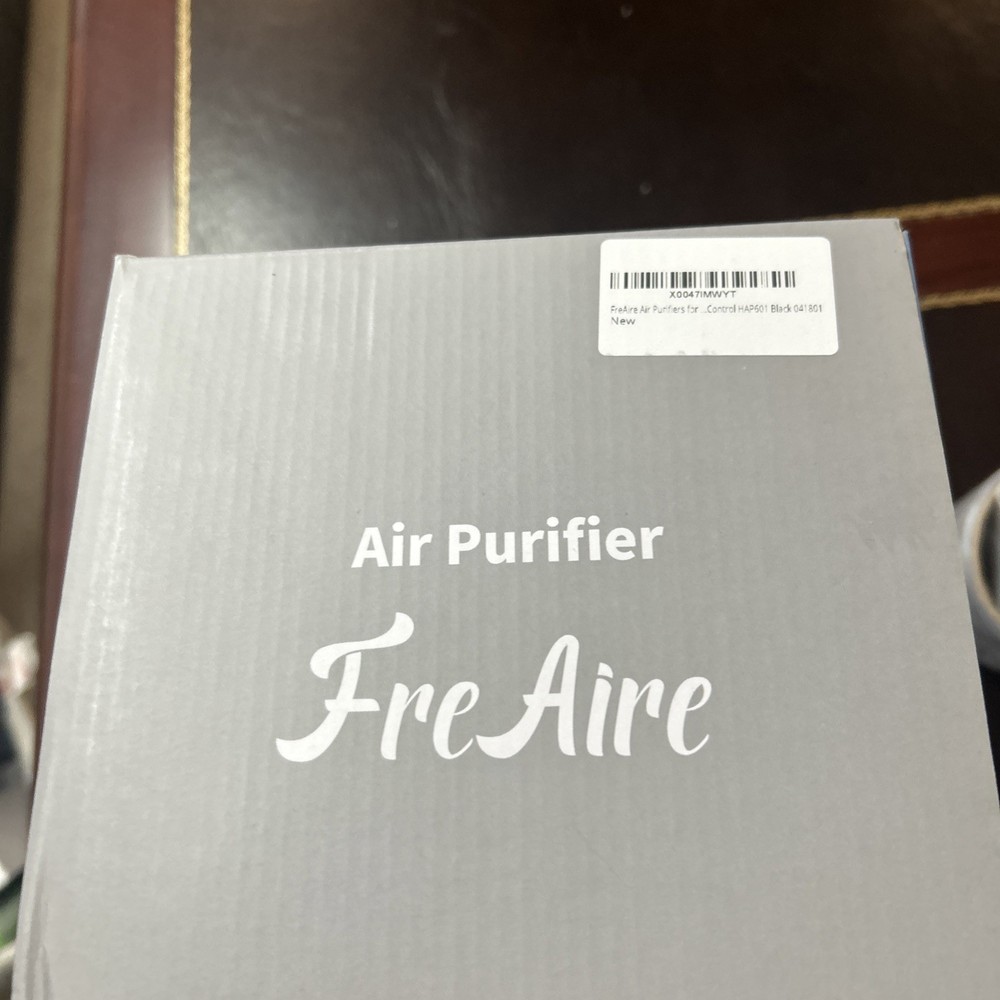 X0047IMWYT
FreAire Air Purifiers for ...Control HAP601 Black 041801
New
Air Purifier
FreAire